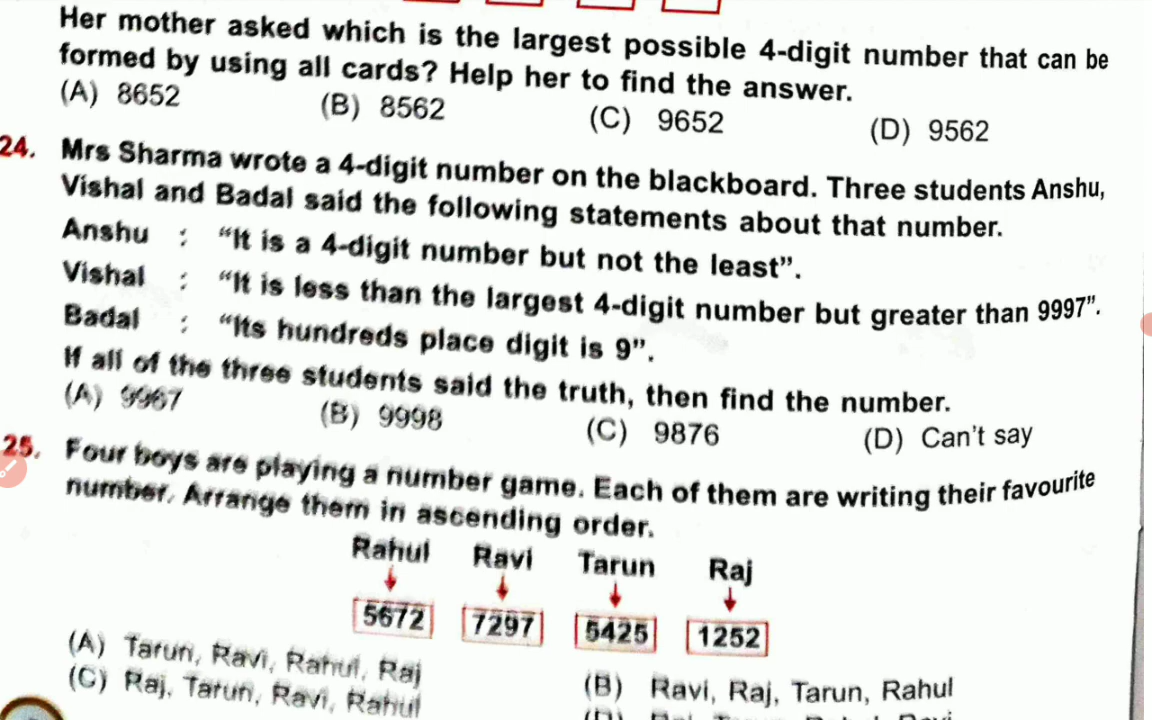 Her mother asked which is the largest possible 4-digit number that can be
formed by using all cards? Help her to find the answer.
(A) 8652 (B) 8562 (C) 9652 (D) 9562
24. Mrs Sharma wrote a 4-digit number on the blackboard. Three students Anshu,
Vishal and Badal said the following statements about that number.
Anshu : “It is a 4-digit number but not the least”.
Vishal : “It is less than the largest 4-digit number but greater than 9997”.
Badal : “Its hundreds place digit is 9”.
If all of the three students said the truth, then find the number.
(A) 9967 (B) 9998 (C) 9876 (D) Can't say
25. Four boys are playing a number game. Each of them are writing their favourite
number. Arrange them in ascending order.
Rahul Ravi Tarun Raj
5672 7297 5425 1252
(A) Tarun, Ravi, Rahul, Raj
(B) Ravi, Raj, Tarun, Rahul
(C) Raj, Tarun, Ravi, Rahul